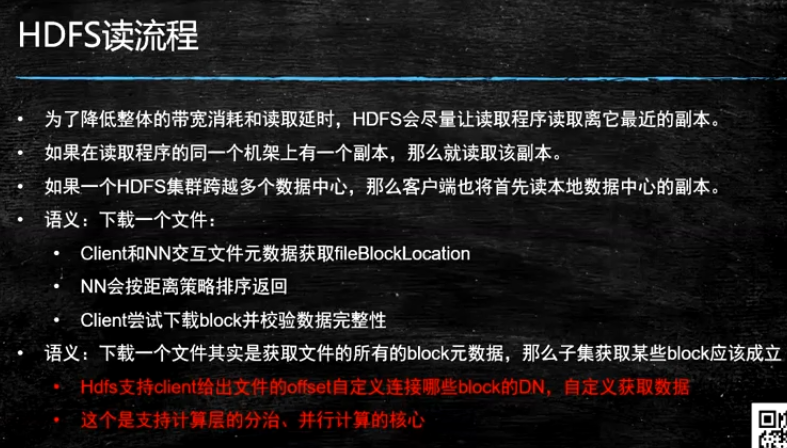 HDFS读流程
• 为了降低整体的带宽消耗和读取延时，HDFS会尽量让读取程序读取离它最近的副本。
• 如果在读取程序的同一个机架上有一个副本，那么就读取该副本。
• 如果一个HDFS集群跨越多个数据中心，那么客户端也将首先读本地数据中心的副本。
• 语义：下载一个文件：
• Client和NN交互文件元数据获取fileBlockLocation
• NN会按距离策略排序返回
• Client尝试下载block并校验数据完整性
• 语义：下载一个文件其实是获取文件的所有的block元数据，那么子集获取某些block应该成立
• Hdfs支持client给出文件的offset自定义连接哪些block的DN，自定义获取数据
• 这个是支持计算层的分治、并行计算的核心